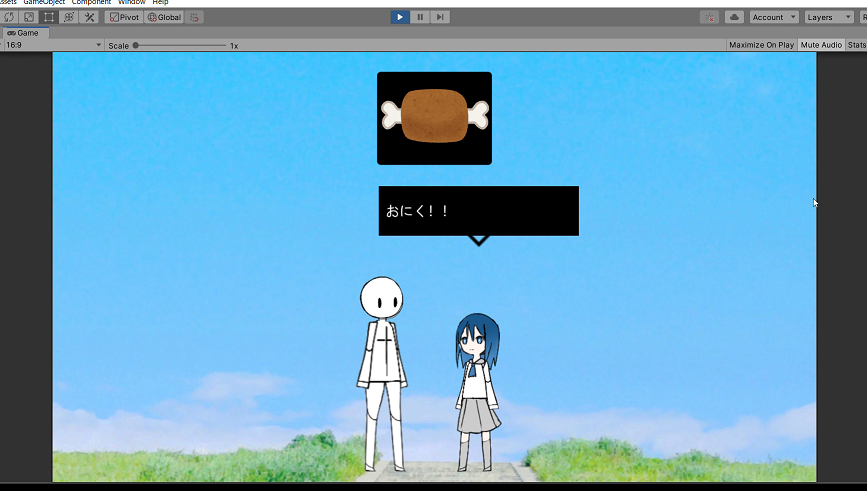 GameObject Component Window Help
Pivot Global Account Layers
Game
16:9 Scale 1x Maximize On Play Mute Audio Stats
おにく！！